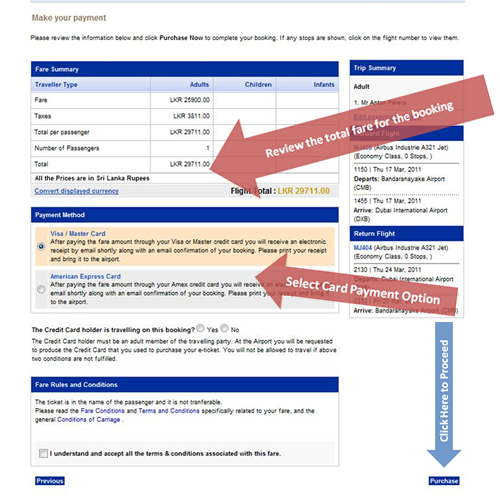 Make your payment
Please review the information below and click Purchase Now to complete your booking. If any stops are shown, click on the flight number to view them.
Fare Summary
Traveller Type Adults Children Infants
Fare LKR 25900.00
Taxes LKR 3811.00
Total per passenger LKR 29711.00
Number of Passengers 1
Total LKR 29711.00
All the Prices are in Sri Lanka Rupees
Convert displayed currency Flight Total : LKR 29711.00
Payment Method
Visa / Master Card
After paying the fare amount through your Visa or Master credit card you will receive an electronic
receipt by email shortly along with an email confirmation of your booking. Please print your receipt
and bring it to the airport.
American Express Card
After paying the fare amount through your Amex credit card you will receive an
email shortly along with an email confirmation of your booking. Please print your receipt and bring it
to the airport.
The Credit Card holder is travelling on this booking? Yes No
The Credit Card Holder must be an adult member of the travelling party. At the Airport you will be requested
to produce the Credit Card that you used to purchase your e-ticket. You will not be allowed to travel if above
two conditions are not fulfilled.
Fare Rules and Conditions
The ticket is in the name of the passenger and it is not tranferable.
Please read the Fare Conditions and Terms and Conditions specifically related to your fare, and the
general Conditions of Carriage .
I understand and accept all the terms & conditions associated with this fare.
Previous
Trip Summary
Adult
1. Mr
Flight
(Airbus Industrie A321 Jet)
(Economy Class, 0 Stops, )
1150 | Thu 17 Mar, 2011
Departs: Bandaranayake Airport
(CMB)
1455 | Thu 17 Mar, 2011
Arrive: Dubai International Airport
(DXB)
Return Flight
MJ404 (Airbus Industrie A321 Jet)
(Economy Class, 0 Stops, )
2130 | Thu 24 Mar, 2011
Dubai International Airport
Arrive: Bandaranayake Airport (CMB)
Review the total fare for the booking
Select Card Payment Option
Click Here to Proceed
Purchase